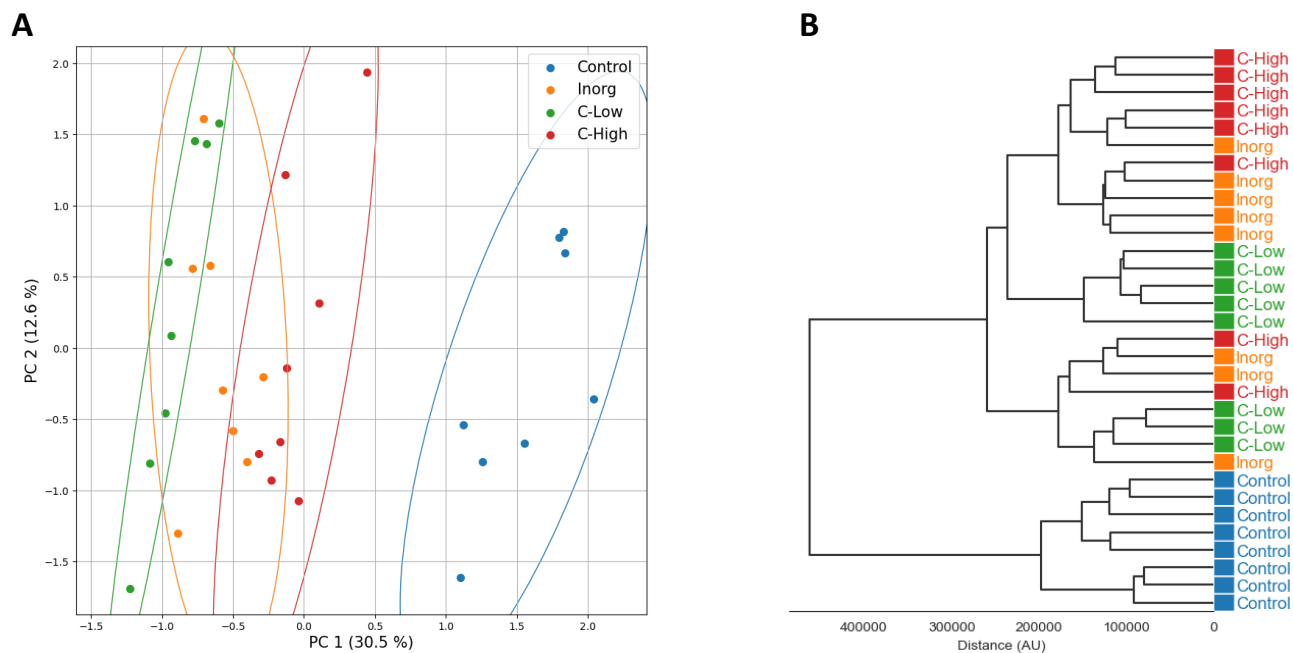 A
2.0
1.5
1.0
0.5
0.0
−0.5
−1.0
−1.5
PC 2 (12.6 %)
−1.5
−1.0
−0.5
0.0
0.5
1.0
1.5
2.0
PC 1 (30.5 %)
Control
Inorg
C-Low
C-High
B
C-High
C-High
C-High
C-High
C-High
Inorg
C-High
Inorg
Inorg
Inorg
Inorg
C-Low
C-Low
C-Low
C-Low
C-Low
C-High
Inorg
Inorg
C-High
C-Low
C-Low
C-Low
Inorg
Control
Control
Control
Control
Control
Control
Control
Control
400000 300000 200000 100000 0
Distance (AU)